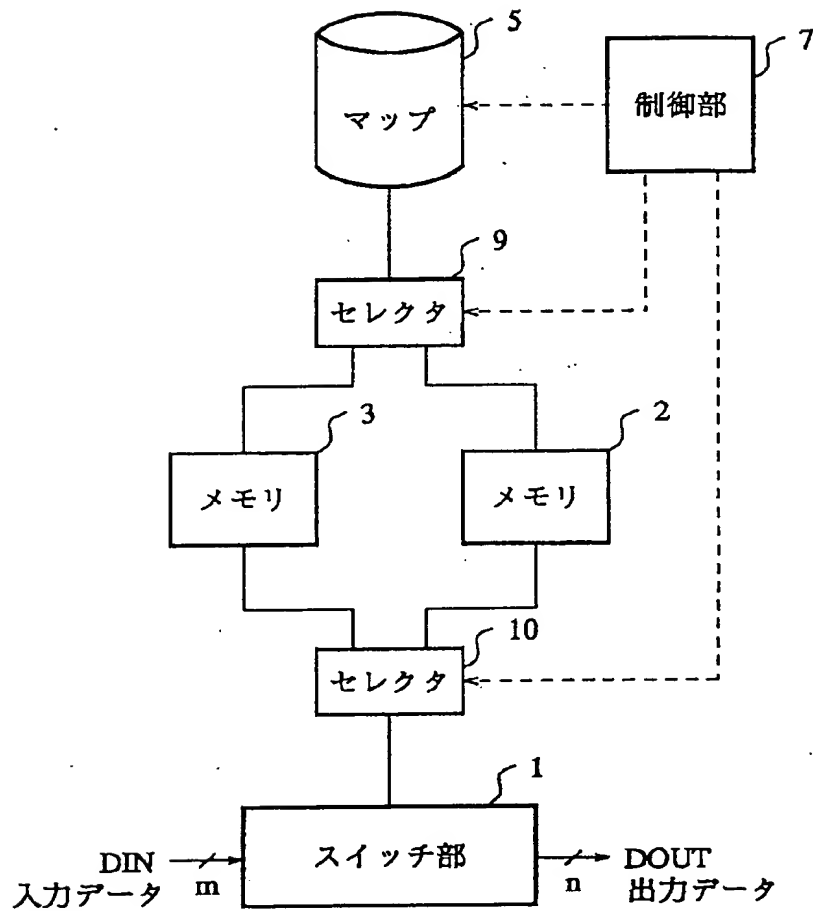 5
7
マップ
制御部
9
セレクタ
3
2
メモリ
メモリ
10
セレクタ
1
DIN
m
スイッチ部
n
DOUT
入力データ
出力データ